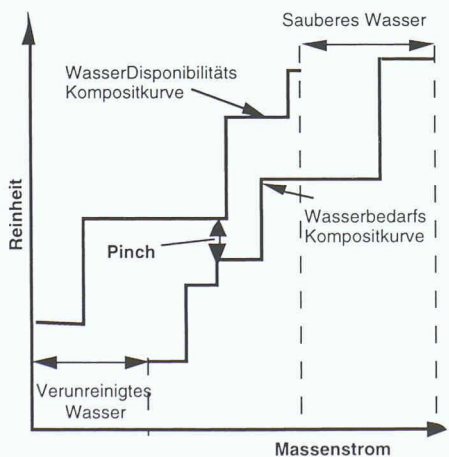 Sauberes Wasser
WasserDisponibilitäts
Kompositkurve
Reinheit
Wasserbedarfs
Kompositkurve
Pinch
Verunreinigtes
Wasser
Massenstrom